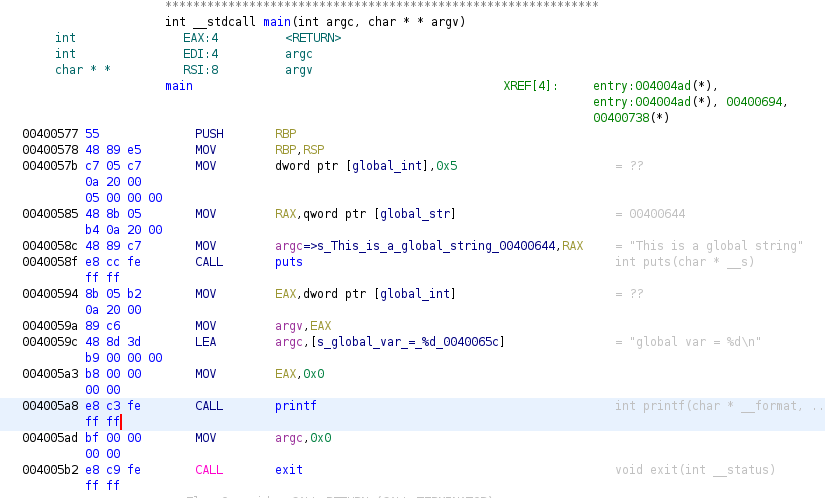 *************************************************************
int __stdcall main(int argc, char * * argv)
int EAX:4 <RETURN>
int EDI:4 argc
char * * RSI:8 argv
main XREF[4]: entry:004004ad(*),
entry:004004ad(*), 00400694,
00400738(*)
00400577 55 PUSH RBP
00400578 48 89 e5 MOV RBP,RSP
0040057b c7 05 c7 MOV dword ptr [global_int],0x5 = ??
0a 20 00
05 00 00 00
00400585 48 8b 05 MOV RAX,qword ptr [global_str] = 00400644
b4 0a 20 00
0040058c 48 89 c7 MOV argc=>s_This_is_a_global_string_00400644,RAX = "This is a global string"
0040058f e8 cc fe CALL puts int puts(char * __s)
ff ff
00400594 8b 05 b2 MOV EAX,dword ptr [global_int] = ??
0a 20 00
0040059a 89 c6 MOV argv,EAX
0040059c 48 8d 3d LEA argc,[s_global_var_=_%d_0040065c] = "global var = %d\n"
b9 00 00 00
004005a3 b8 00 00 MOV EAX,0x0
00 00
004005a8 e8 c3 fe CALL printf int printf(char * __format, ..
ff ff
004005ad bf 00 00 MOV argc,0x0
00 00
004005b2 e8 c9 fe CALL exit void exit(int __status)
ff ff